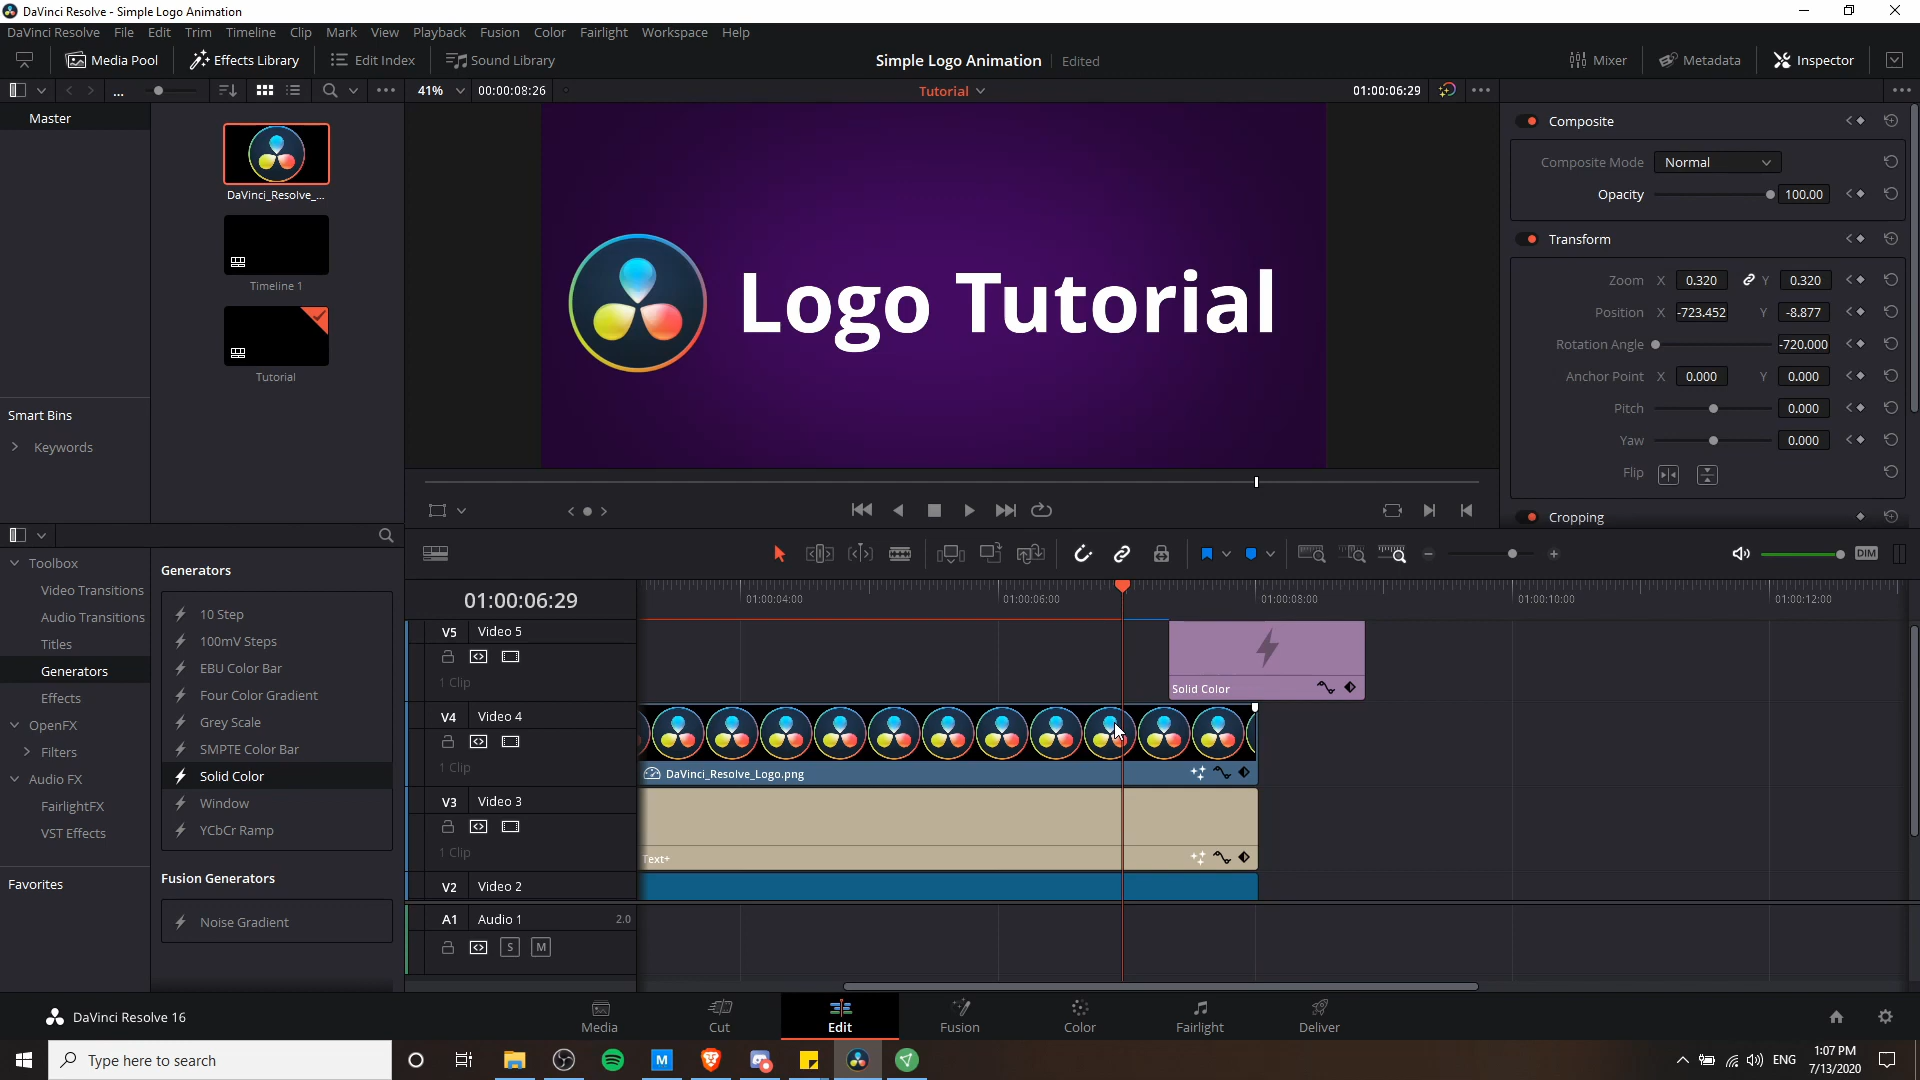 DaVinci Resolve - Simple Logo Animation
DaVinci Resolve File Edit Trim Timeline Clip Mark View Playback Fusion Color Fairlight Workspace Help
Media Pool Effects Library Edit Index Sound Library Simple Logo Animation Edited Mixer Metadata Inspector
... 41% 00:00:08:26 Tutorial 01:00:06:29
Master
DaVinci_Resolve_...
Timeline 1
Tutorial
Smart Bins
Keywords
Logo Tutorial
Composite
Composite Mode Normal
Opacity 100.00
Transform
Zoom X 0.320 Y 0.320
Position X -723.452 Y -8.877
Rotation Angle -720.000
Anchor Point X 0.000 Y 0.000
Pitch 0.000
Yaw 0.000
Flip
Cropping
Toolbox
Video Transitions
Audio Transitions
Titles
Generators
Effects
OpenFX
Filters
Audio FX
FairlightFX
VST Effects
Favorites
Generators
10 Step
100mV Steps
EBU Color Bar
Four Color Gradient
Grey Scale
SMPTE Color Bar
Solid Color
Window
YCbCr Ramp
Fusion Generators
Noise Gradient
DIM
01:00:06:29 01:00:04:00 01:00:06:00 01:00:08:00 01:00:10:00 01:00:12:00
V5 Video 5
1 Clip
Solid Color
V4 Video 4
1 Clip
DaVinci_Resolve_Logo.png
V3 Video 3
1 Clip
Text+
V2 Video 2
A1 Audio 1 2.0
S M
DaVinci Resolve 16
Media Cut Edit Fusion Color Fairlight Deliver
Type here to search
M
ENG
1:07 PM
7/13/2020